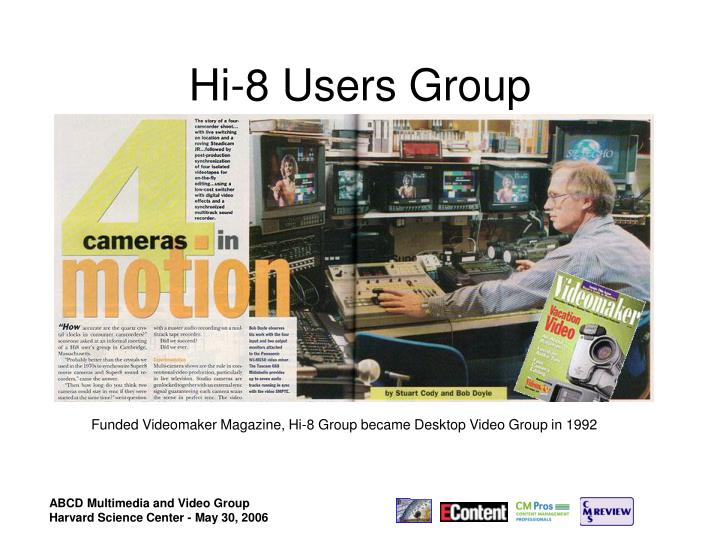 Hi-8 Users Group
4
The story of a four-
camcorder shoot...
with live switching
on location and a
roving Steadicam
JR...followed by
post-production
synchronization
of four isolated
videotapes for
on-the-fly
editing...using a
low-cost switcher
with digital video
effects and a
synchronized
multitrack sound
recorder.
cameras in
motion
"How accurate are the quartz crys-
tal clocks in consumer camcorders?"
someone asked at an informal meeting
of a Hi8 user's group in Cambridge,
Massachusetts.
"Probably better than the crystals we
used in the 1970s to synchronize Super8
movie cameras and Super8 sound re-
corders," came the answer.
"Then how long do you think two
cameras could stay in sync if they were
started at the same time?" went question
with a master audio recording on a mul-
titrack tape recorder.
Did we succeed?
Did we ever.
Experimentation
Multi-camera shoots are the rule in con-
ventional video production, particularly
in live television. Studio cameras are
genlocked together with an external sync
signal guaranteeing each camera scans
the scene in perfect sync. The video
Bob Doyle observes
his work with the four
input and two output
monitors attached
to the Panasonic
video mixer.
The Tascam 688
Midistudio provides
up to seven audio
tracks running in sync
with the video SMPTE.
by Stuart Cody and Bob Doyle
Videomaker
Vacation
Video
Funded Videomaker Magazine, Hi-8 Group became Desktop Video Group in 1992
ABCD Multimedia and Video Group
Harvard Science Center - May 30, 2006
EContent
CM Pros
CONTENT MANAGEMENT
PROFESSIONALS
CMS REVIEW